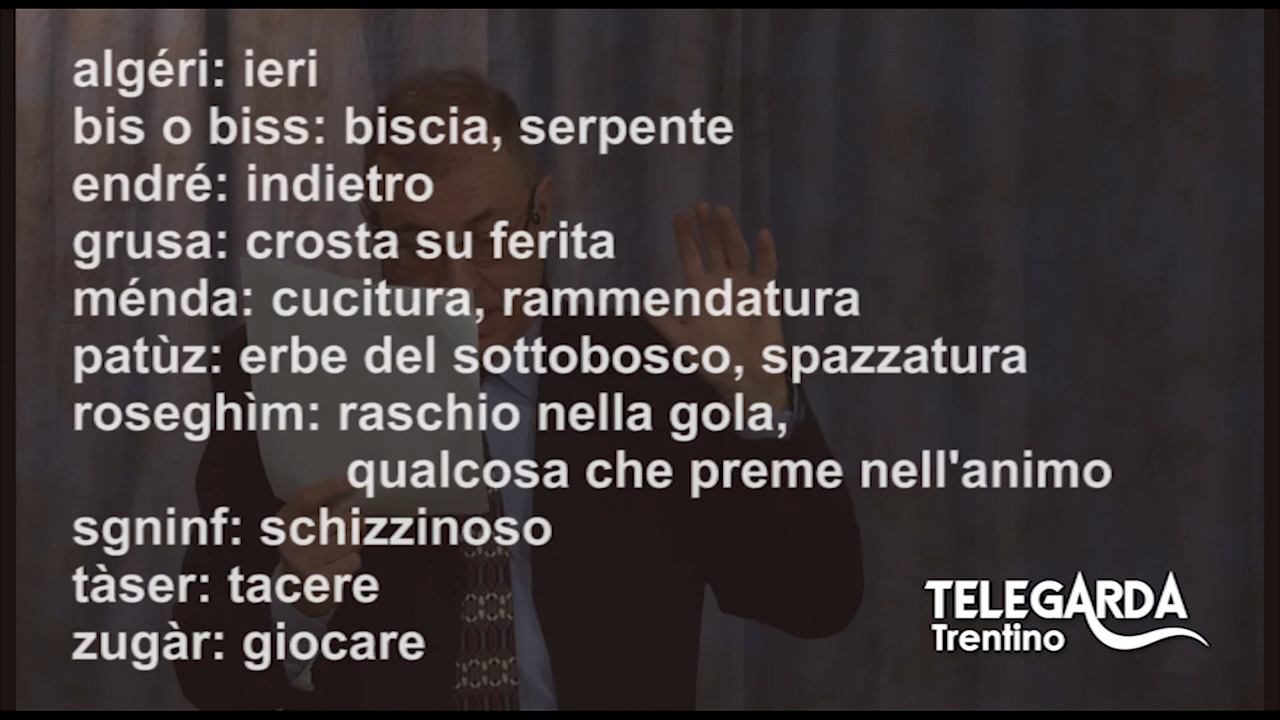 algéri: ieri
bis o biss: biscia, serpente
endré: indietro
grusa: crosta su ferita
ménda: cucitura, rammendatura
patùz: erbe del sottobosco, spazzatura
roseghìm: raschio nella gola,
qualcosa che preme nell'animo
sgninf: schizzinoso
tàser: tacere
zugàr: giocare
TELEGARDA
Trentino